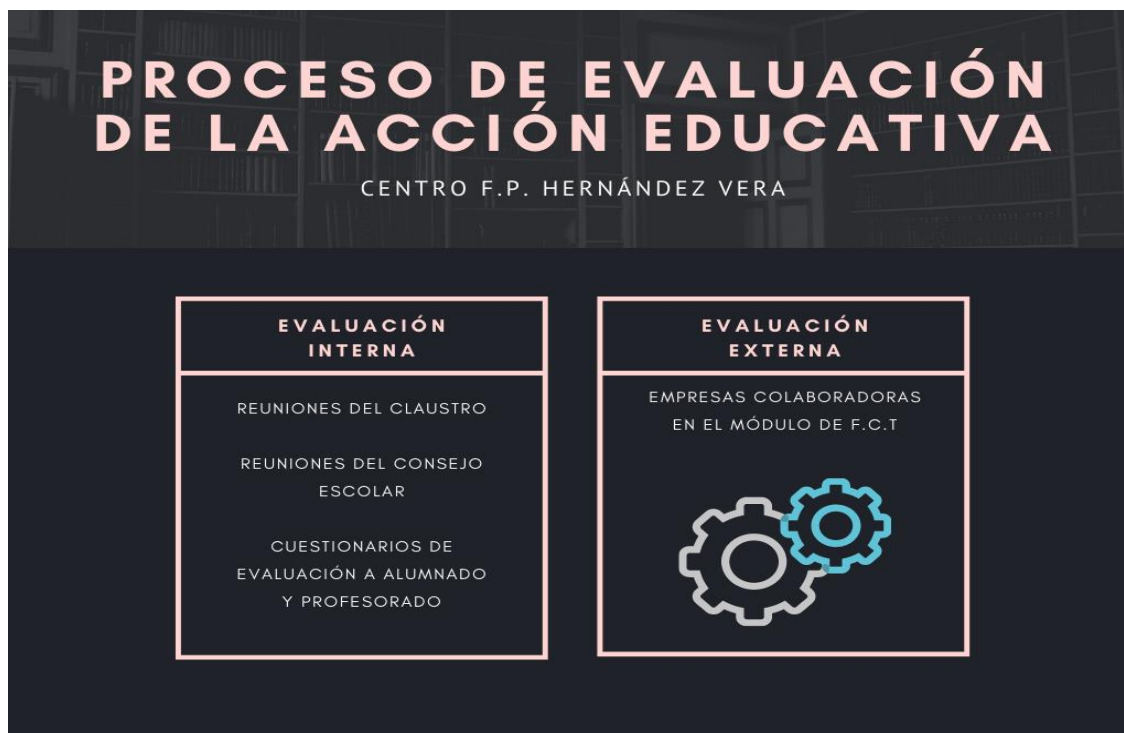 PROCESO DE EVALUACIÓN
DE LA ACCIÓN EDUCATIVA
CENTRO F.P. HERNÁNDEZ VERA
EVALUACIÓN
INTERNA
REUNIONES DEL CLAUSTRO
REUNIONES DEL CONSEJO
ESCOLAR
CUESTIONARIOS DE
EVALUACIÓN A ALUMNADO
Y PROFESORADO
EVALUACIÓN
EXTERNA
EMPRESAS COLABORADORAS
EN EL MÓDULO DE F.C.T